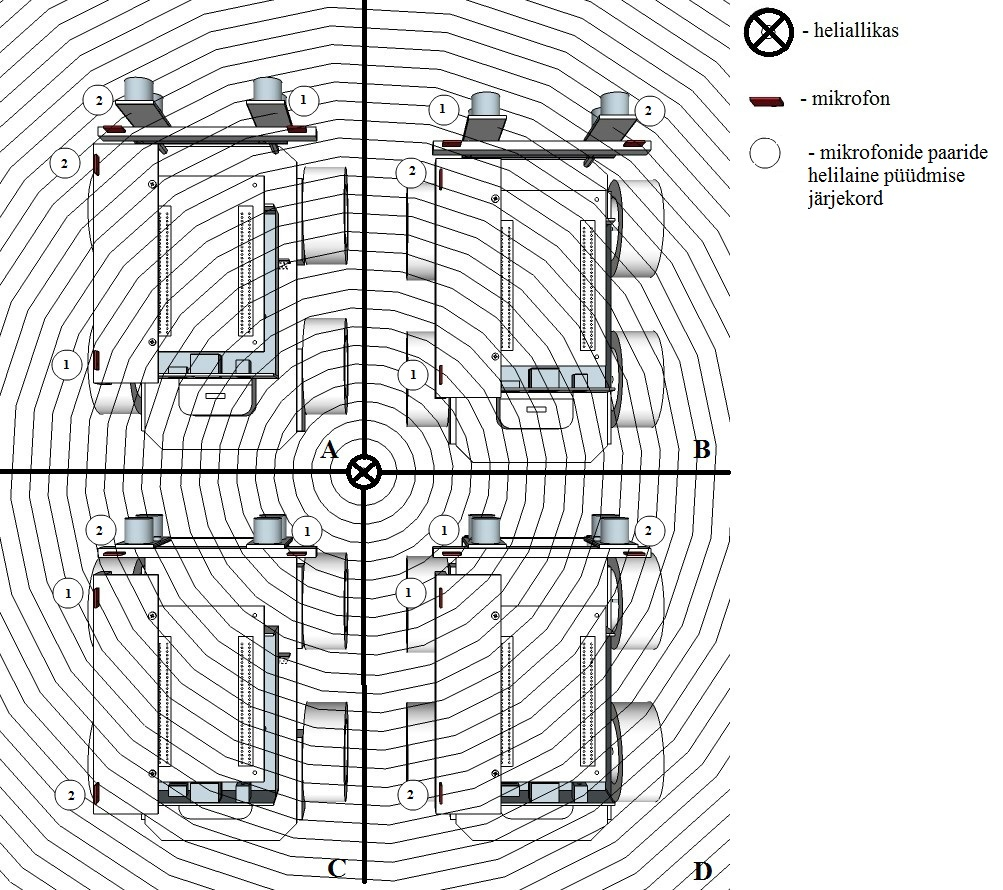 - heliallikas
- mikrofon
- mikrofonide paaride
helilaine püüdmise
järjekord
2
1
1
2
2
2
1
1
A
B
2
1
1
2
1
1
2
2
C
D